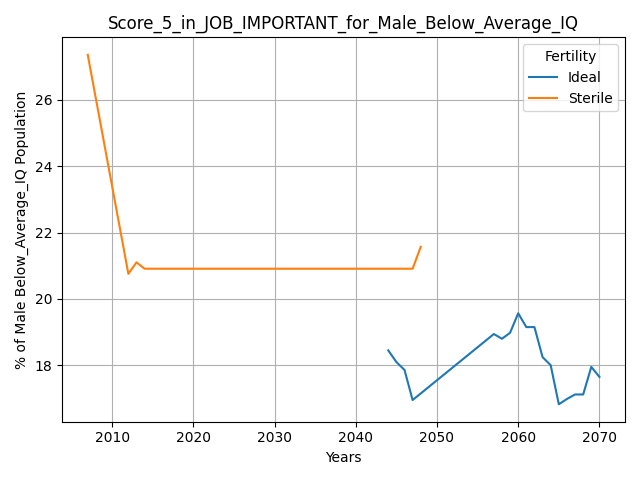 Score_5_in_JOB_IMPORTANT_for_Male_Below_Average_IQ
Fertility
Ideal
Sterile
% of Male Below_Average_IQ Population
26
24
22
20
18
2010 2020 2030 2040 2050 2060 2070
Years